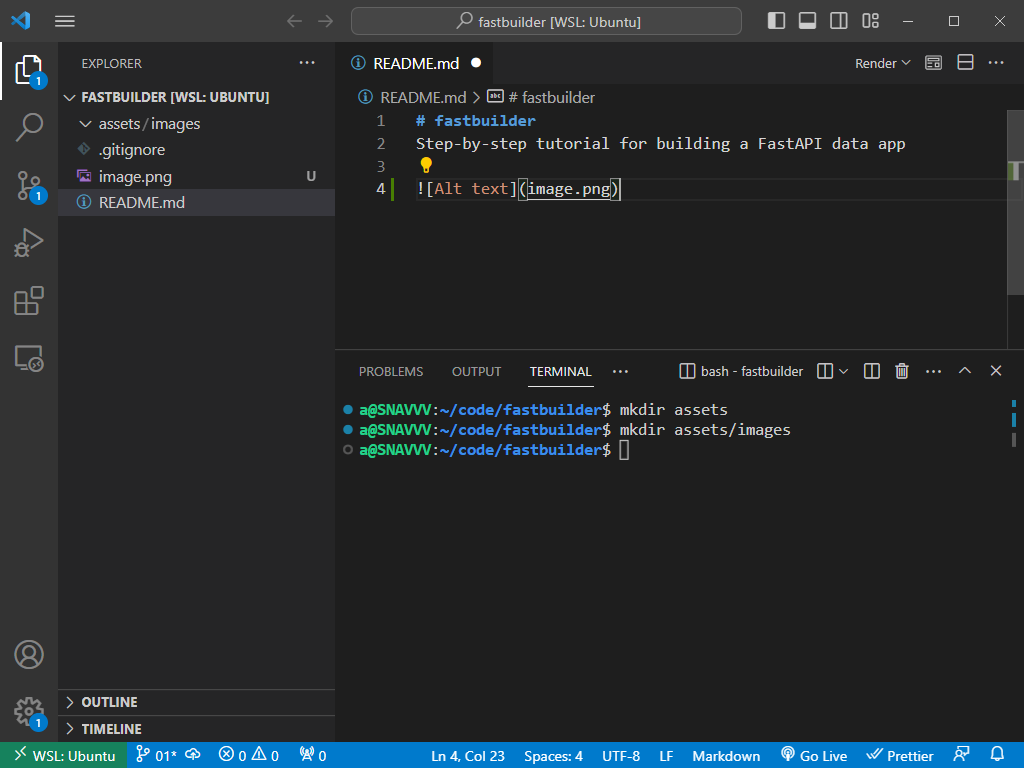 fastbuilder [WSL: Ubuntu]
EXPLORER
FASTBUILDER [WSL: UBUNTU]
assets / images
.gitignore
image.png U
README.md
OUTLINE
TIMELINE
README.md
Render
README.md > # fastbuilder
1 # fastbuilder
2 Step-by-step tutorial for building a FastAPI data app
3
4 ![Alt text](image.png)
PROBLEMS OUTPUT TERMINAL ... bash - fastbuilder
a@SNAVVV:~/code/fastbuilder$ mkdir assets
a@SNAVVV:~/code/fastbuilder$ mkdir assets/images
a@SNAVVV:~/code/fastbuilder$
1
1
1
WSL: Ubuntu 01* 0 0 0 Ln 4, Col 23 Spaces: 4 UTF-8 LF Markdown Go Live Prettier